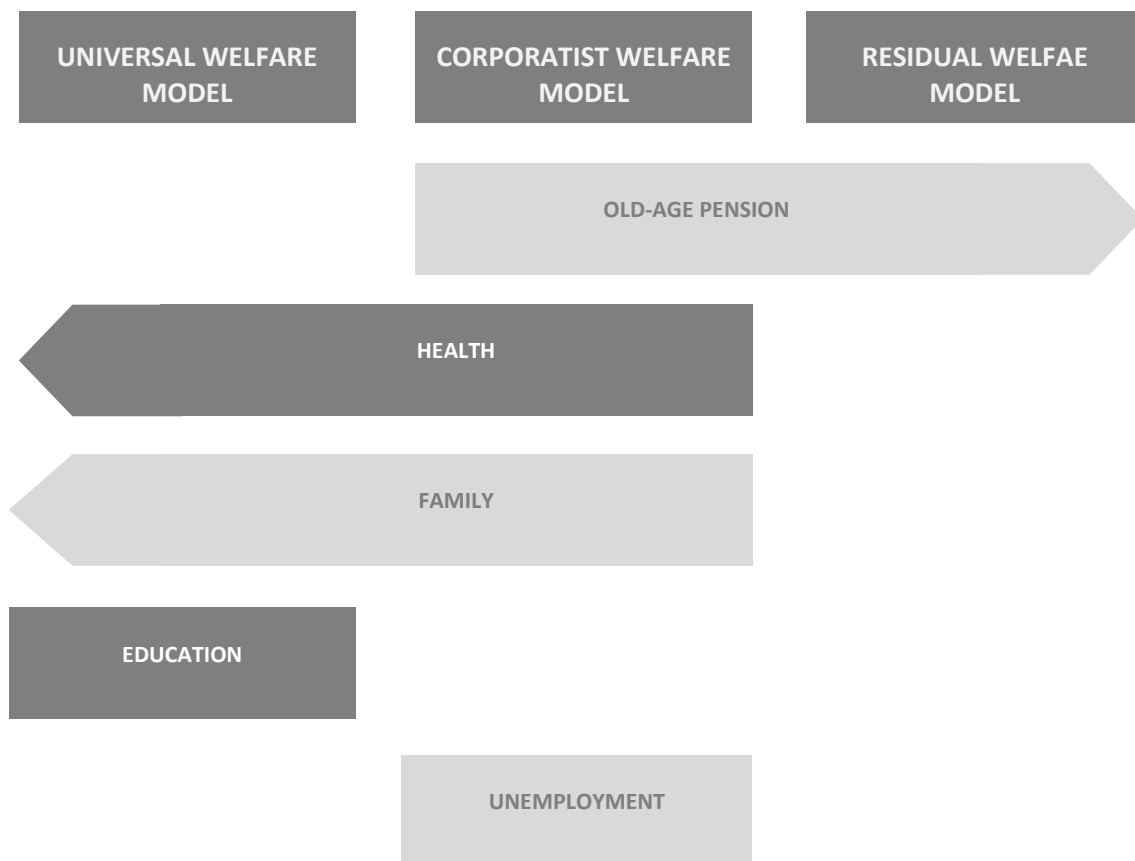 UNIVERSAL WELFARE
MODEL
CORPORATIST WELFARE
MODEL
RESIDUAL WELFAE
MODEL
OLD-AGE PENSION
HEALTH
FAMILY
EDUCATION
UNEMPLOYMENT